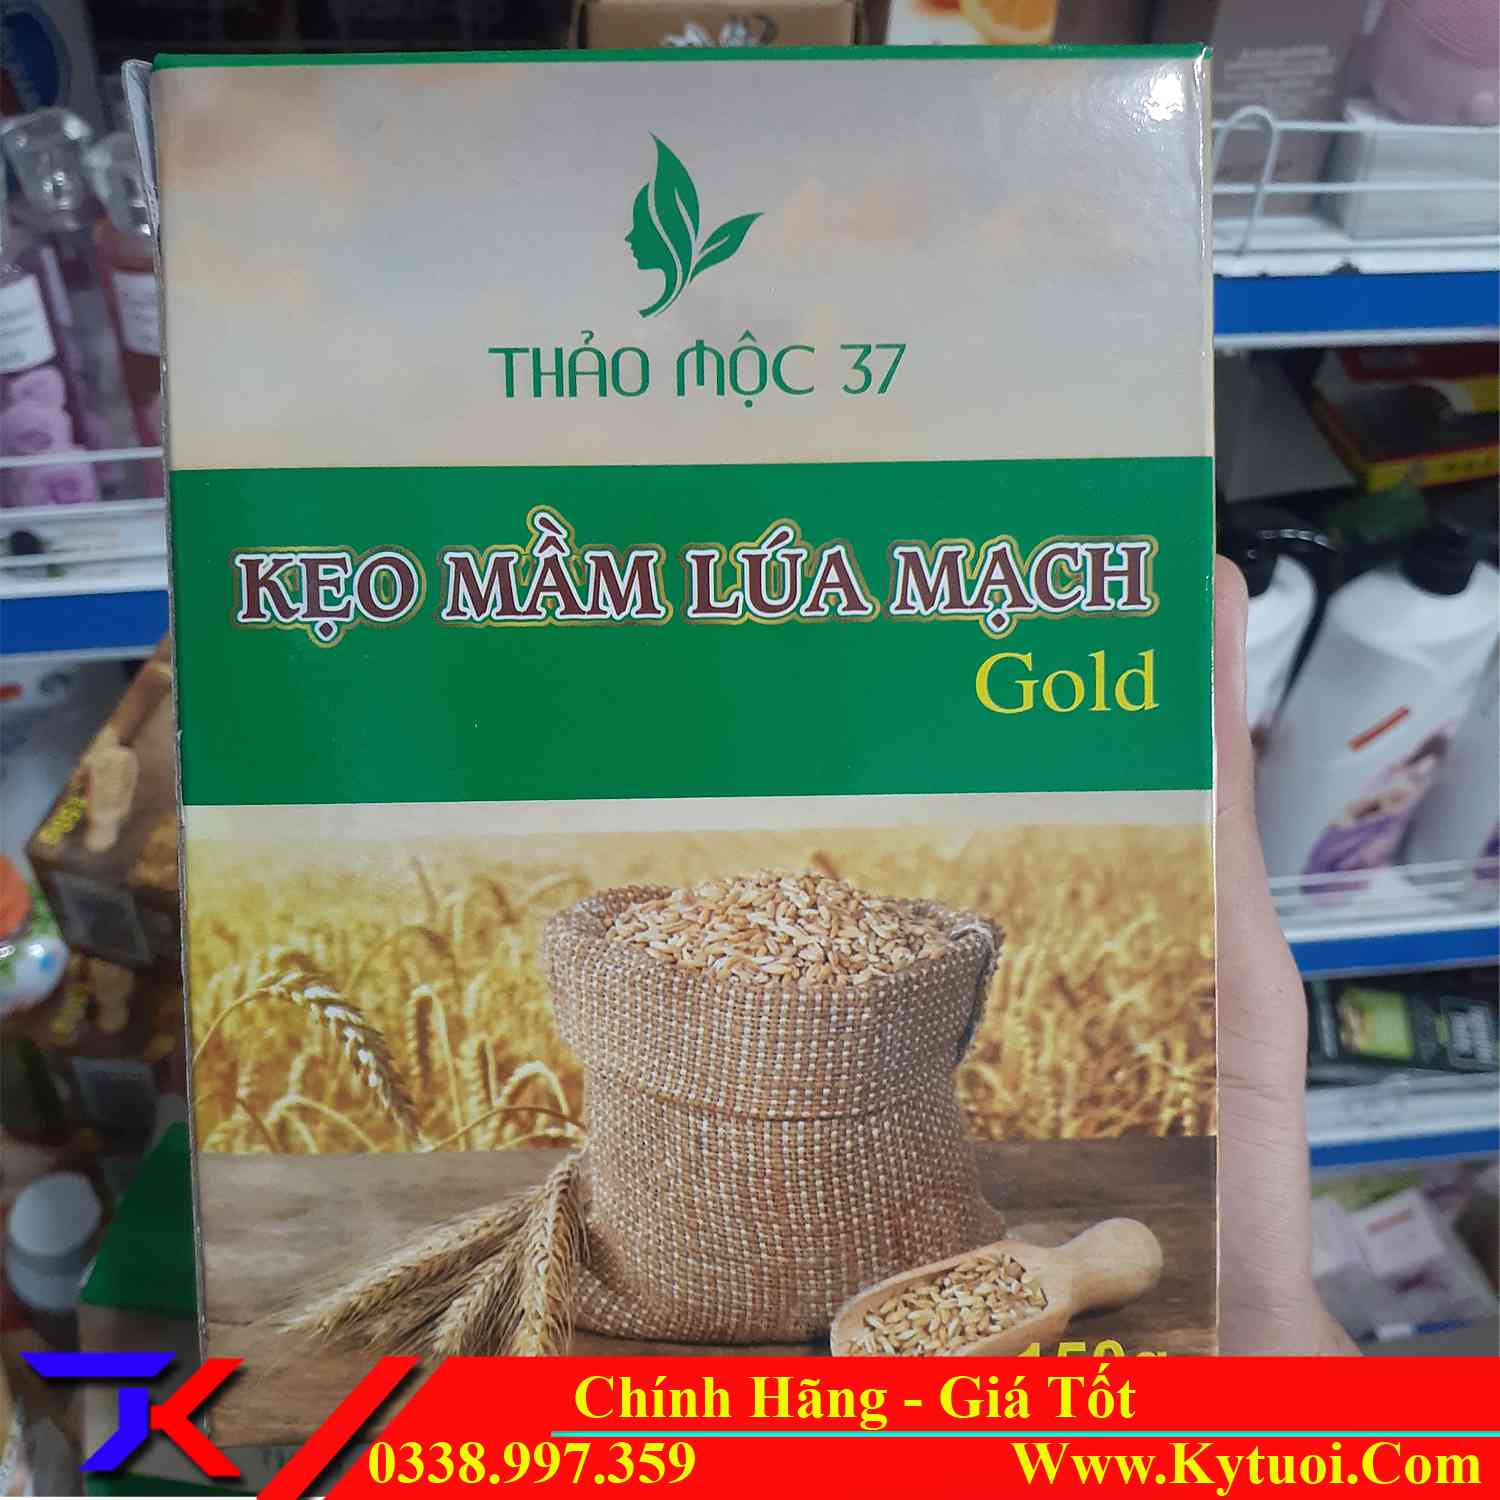 THẢO MỘC 37
KẸO MẦM LÚA MẠCH
Gold
Chính Hãng - Giá Tốt
0338.997.359
Www.Kytuoi.Com